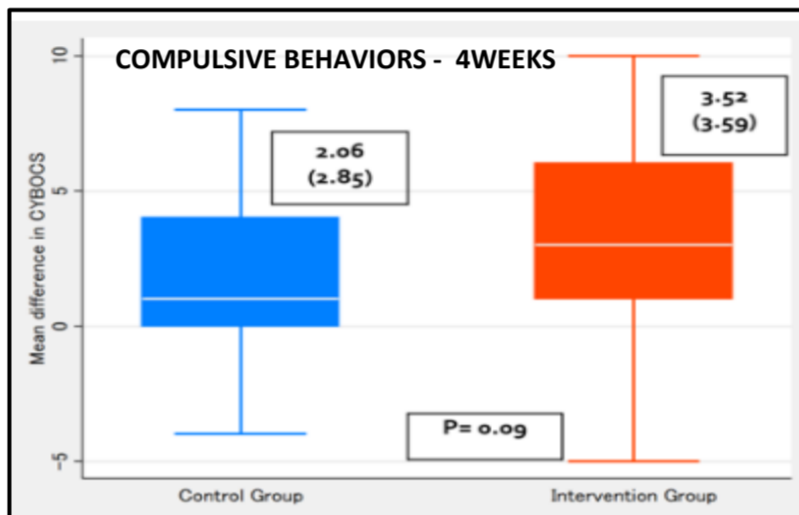 COMPULSIVE BEHAVIORS - 4WEEKS
10
5
0
-5
Mean difference in CYBOCS
2.06
(2.85)
3.52
(3.59)
P= 0.09
Control Group
Intervention Group